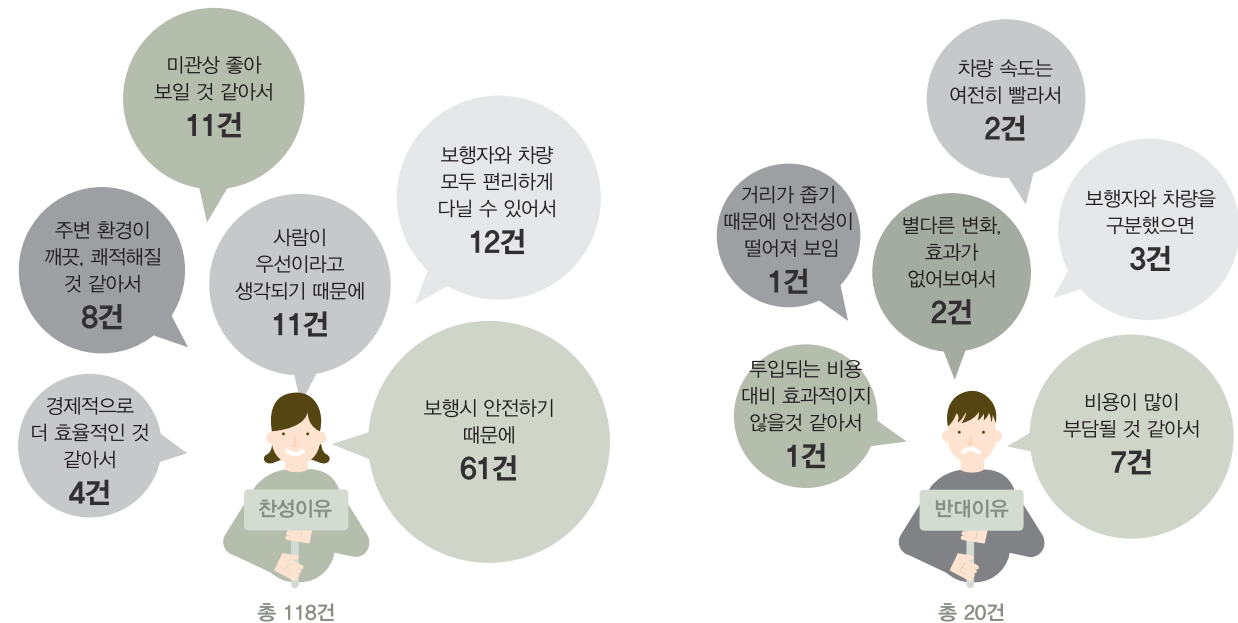 미관상 좋아
보일 것 같아서
11건
보행자와 차량
모두 편리하게
다닐 수 있어서
12건
주변 환경이
깨끗, 쾌적해질
것 같아서
8건
사람이
우선이라고
생각되기 때문에
11건
경제적으로
더 효율적인 것
같아서
4건
보행시 안전하기
때문에
61건
찬성이유
총 118건
차량 속도는
여전히 빨라서
2건
거리가 좁기
때문에 안전성이
떨어져 보임
1건
별다른 변화,
효과가
없어보여서
2건
보행자와 차량을
구분했으면
3건
투입되는 비용
대비 효과적이지
않을것 같아서
1건
비용이 많이
부담될 것 같아서
7건
반대이유
총 20건